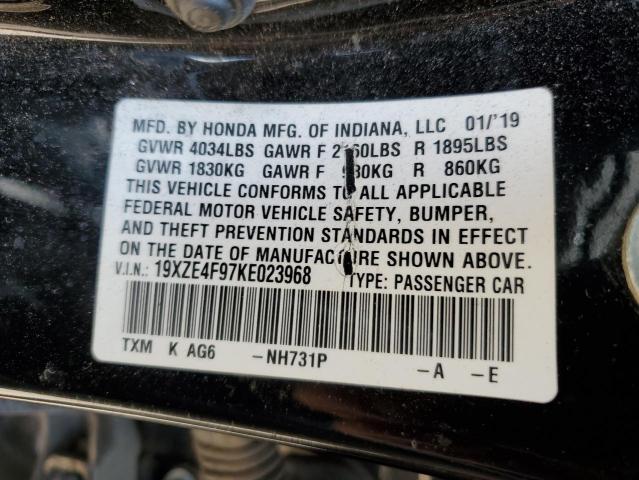 MFD. BY HONDA MFG. OF INDIANA, LLC 01/'19
GVWR 4034LBS GAWR F R 1895LBS
GVWR 1830KG GAWR F R 860KG
THIS VEHICLE CONFORMS TO ALL APPLICABLE
FEDERAL MOTOR VEHICLE SAFETY, BUMPER,
AND THEFT PREVENTION STANDARDS IN EFFECT
ON THE DATE OF MANUFACTURE SHOWN ABOVE.
V.I.N.: 19XZE4F97KE023968 TYPE: PASSENGER CAR
TXM K AG6 -NH731P -A -E